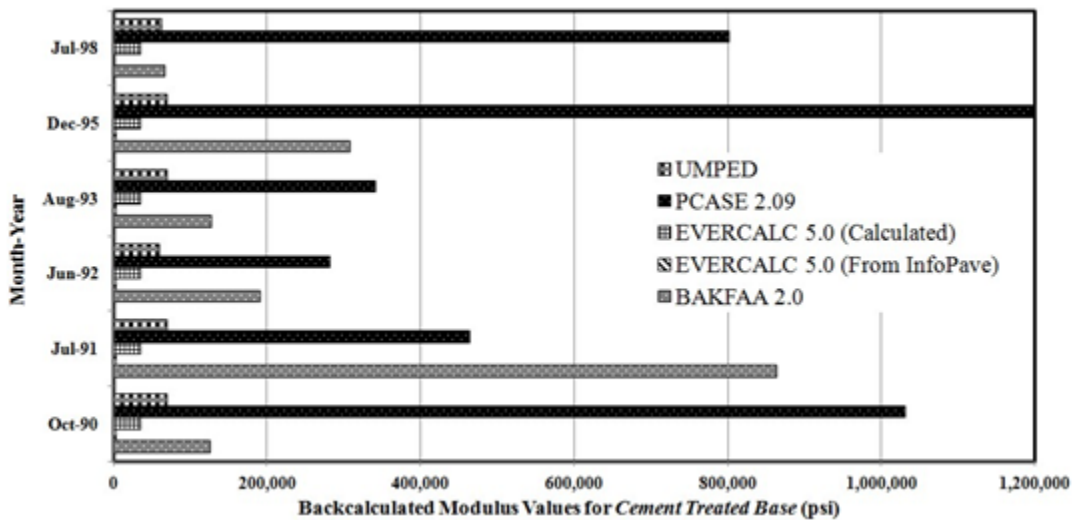 Jul-98
Dec-95
Aug-93
Jun-92
Jul-91
Oct-90
Month-Year
UMPED
PCASE 2.09
EVERCALC 5.0 (Calculated)
EVERCALC 5.0 (From InfoPave)
BAKFAA 2.0
0 200,000 400,000 600,000 800,000 1,000,000 1,200,000
Backcalculated Modulus Values for Cement Treated Base (psi)